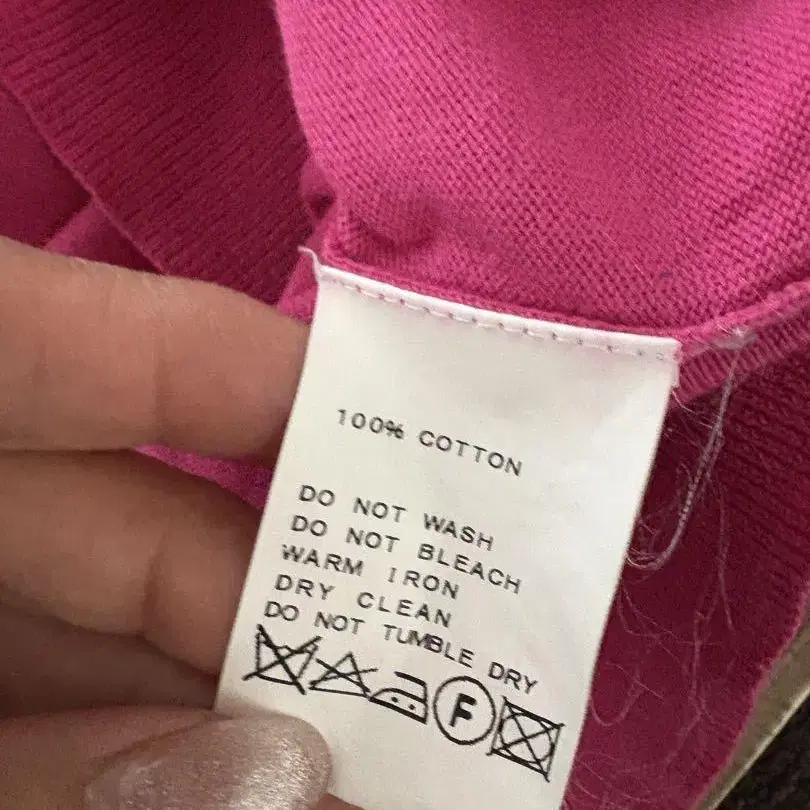 100% COTTON
DO NOT WASH
DO NOT BLEACH
WARM IRON
DRY CLEAN
DO NOT TUMBLE DRY
F